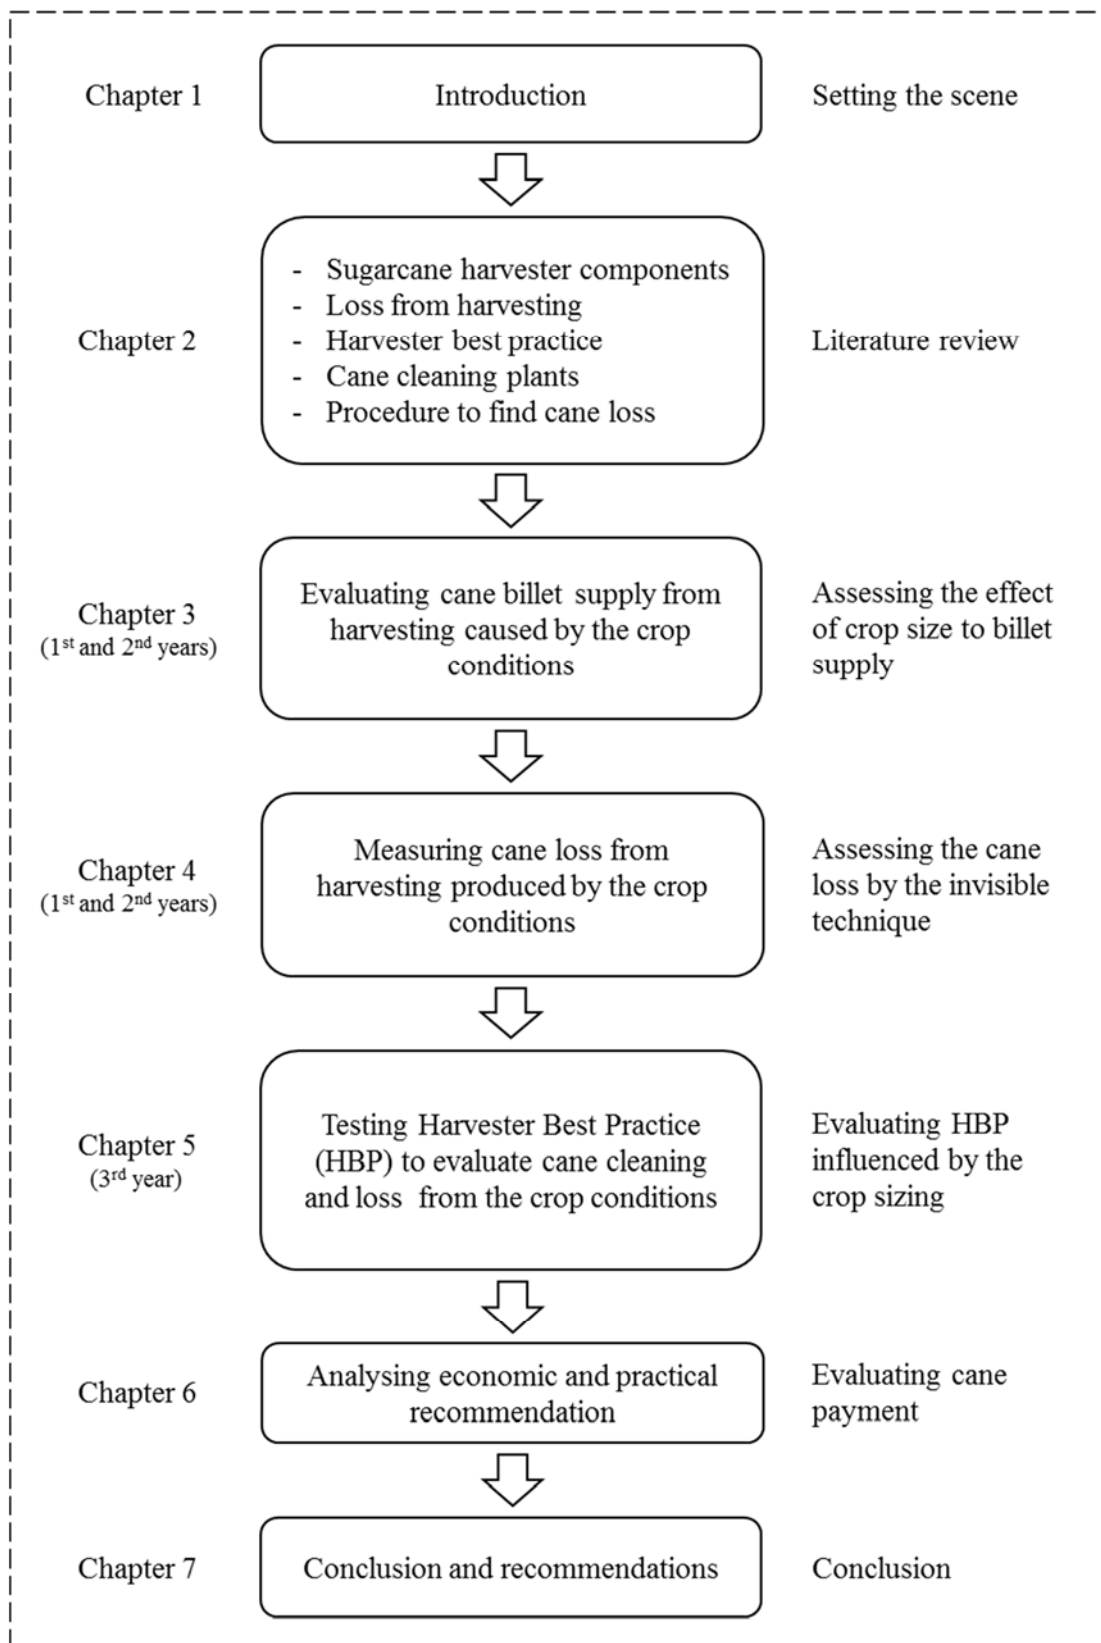 Chapter 1
Introduction
Setting the scene
Chapter 2
- Sugarcane harvester components
- Loss from harvesting
- Harvester best practice
- Cane cleaning plants
- Procedure to find cane loss
Literature review
Chapter 3
(1st and 2nd years)
Evaluating cane billet supply from
harvesting caused by the crop
conditions
Assessing the effect
of crop size to billet
supply
Chapter 4
(1st and 2nd years)
Measuring cane loss from
harvesting produced by the crop
conditions
Assessing the cane
loss by the invisible
technique
Chapter 5
(3rd year)
Testing Harvester Best Practice
(HBP) to evaluate cane cleaning
and loss from the crop conditions
Evaluating HBP
influenced by the
crop sizing
Chapter 6
Analysing economic and practical
recommendation
Evaluating cane
payment
Chapter 7
Conclusion and recommendations
Conclusion